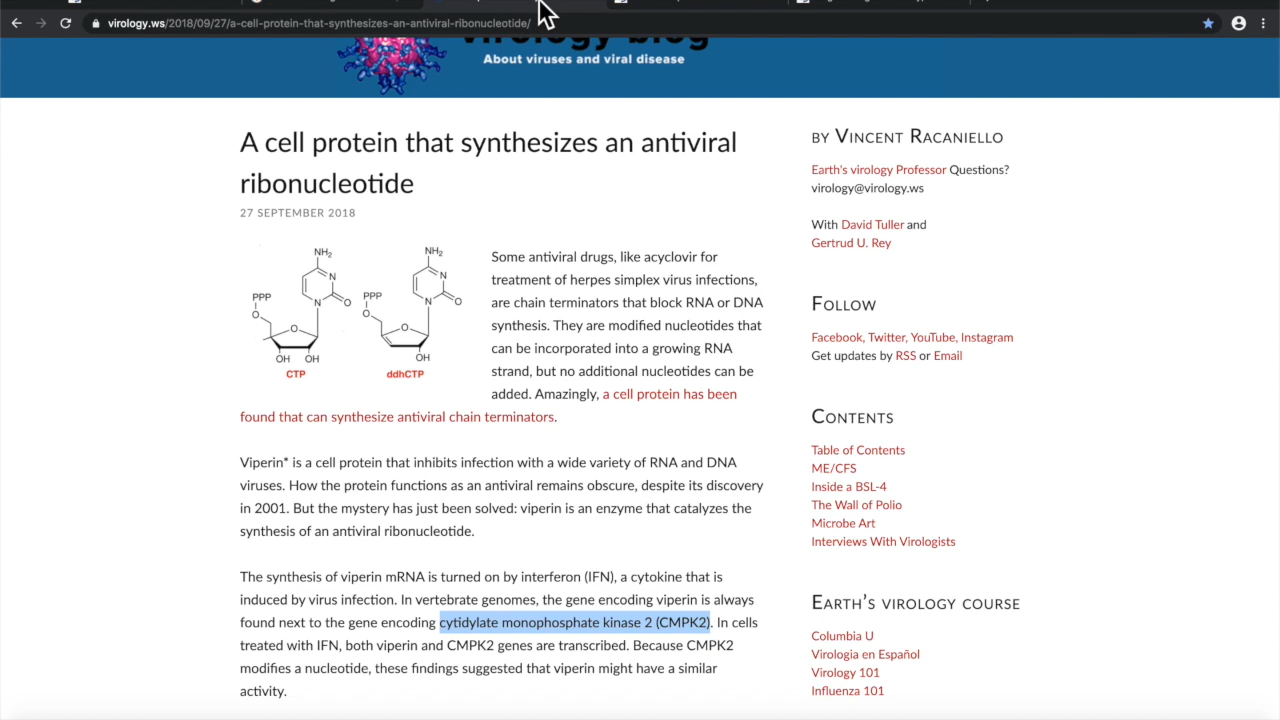 virology.ws/2018/09/27/a-cell-protein-that-synthesizes-an-antiviral-ribonucleotide/
virology blog
About viruses and viral disease
A cell protein that synthesizes an antiviral
ribonucleotide
27 SEPTEMBER 2018
NH₂
N
N
O
PPP
O
O
OH OH
CTP
NH₂
N
N
O
PPP
O
O
OH
ddhCTP
Some antiviral drugs, like acyclovir for
treatment of herpes simplex virus infections,
are chain terminators that block RNA or DNA
synthesis. They are modified nucleotides that
can be incorporated into a growing RNA
strand, but no additional nucleotides can be
added. Amazingly, a cell protein has been
found that can synthesize antiviral chain terminators.
Viperin* is a cell protein that inhibits infection with a wide variety of RNA and DNA
viruses. How the protein functions as an antiviral remains obscure, despite its discovery
in 2001. But the mystery has just been solved: viperin is an enzyme that catalyzes the
synthesis of an antiviral ribonucleotide.
The synthesis of viperin mRNA is turned on by interferon (IFN), a cytokine that is
induced by virus infection. In vertebrate genomes, the gene encoding viperin is always
found next to the gene encoding cytidylate monophosphate kinase 2 (CMPK2). In cells
treated with IFN, both viperin and CMPK2 genes are transcribed. Because CMPK2
modifies a nucleotide, these findings suggested that viperin might have a similar
activity.
BY VINCENT RACANIELLO
Earth's virology Professor Questions?
virology@virology.ws
With David Tuller and
Gertrud U. Rey
FOLLOW
Facebook, Twitter, YouTube, Instagram
Get updates by RSS or Email
CONTENTS
Table of Contents
ME/CFS
Inside a BSL-4
The Wall of Polio
Microbe Art
Interviews With Virologists
EARTH'S VIROLOGY COURSE
Columbia U
Virologia en Español
Virology 101
Influenza 101